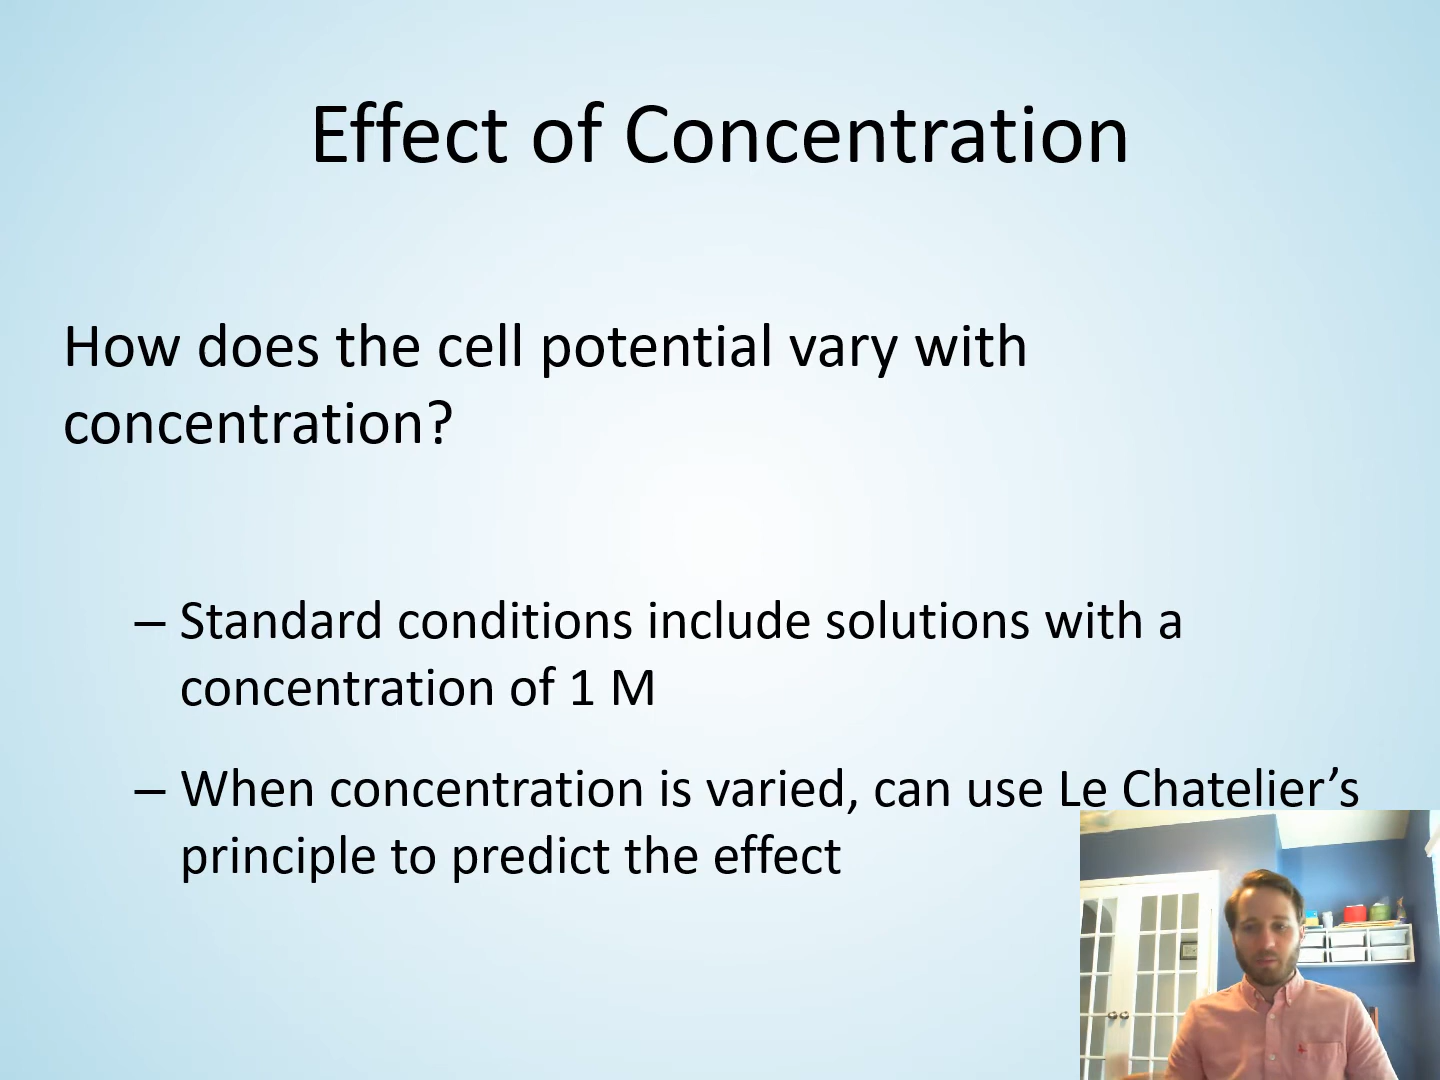 Effect of Concentration
How does the cell potential vary with
concentration?
– Standard conditions include solutions with a
concentration of 1 M
– When concentration is varied, can use Le Chatelier’s
principle to predict the effect